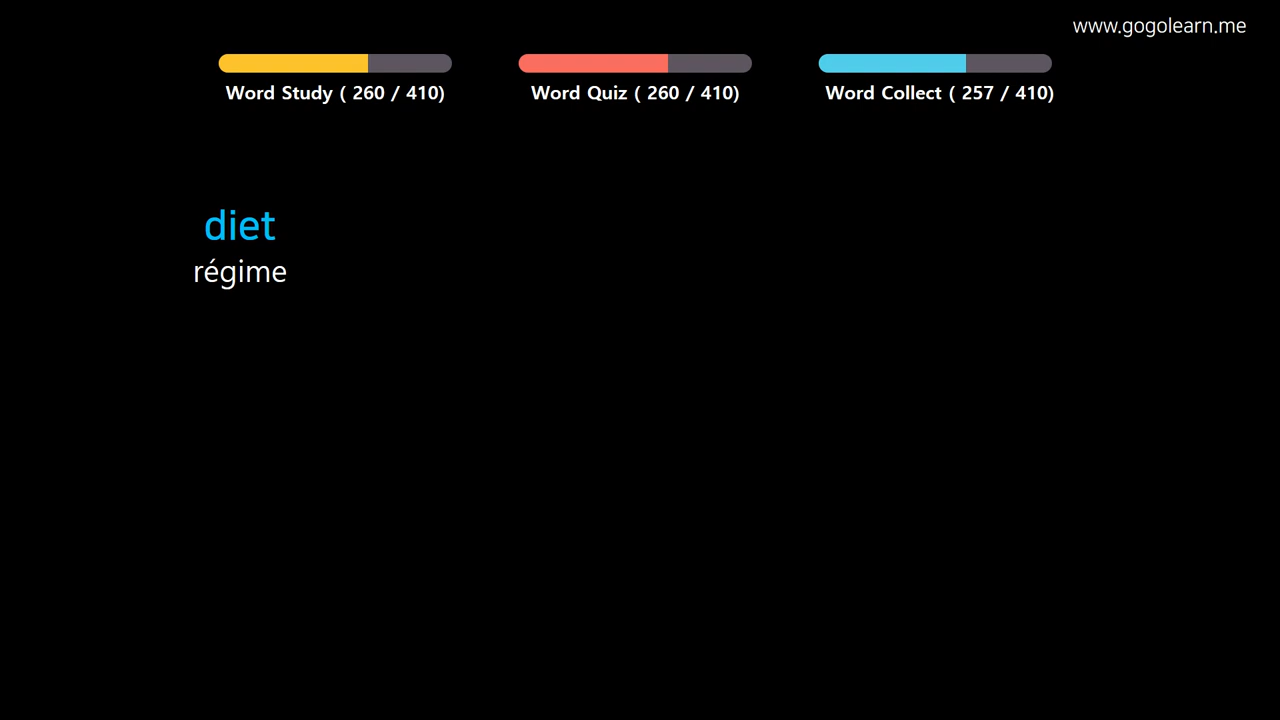 www.gogolearn.me
Word Study ( 260 / 410)
Word Quiz ( 260 / 410)
Word Collect ( 257 / 410)
diet
régime